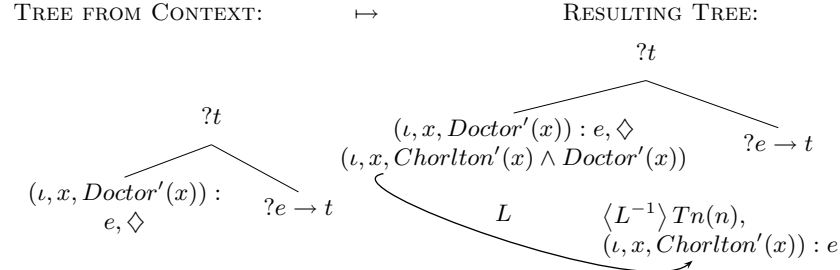 TREE FROM CONTEXT: ↦ RESULTING TREE:
?t
?t
(ι, x, Doctor′(x)) : e, ♢
(ι, x, Chorlton′(x) ∧ Doctor′(x))
?e → t
(ι, x, Doctor′(x)) :
e, ♢
?e → t
L
⟨L⁻¹⟩ Tn(n),
(ι, x, Chorlton′(x)) : e